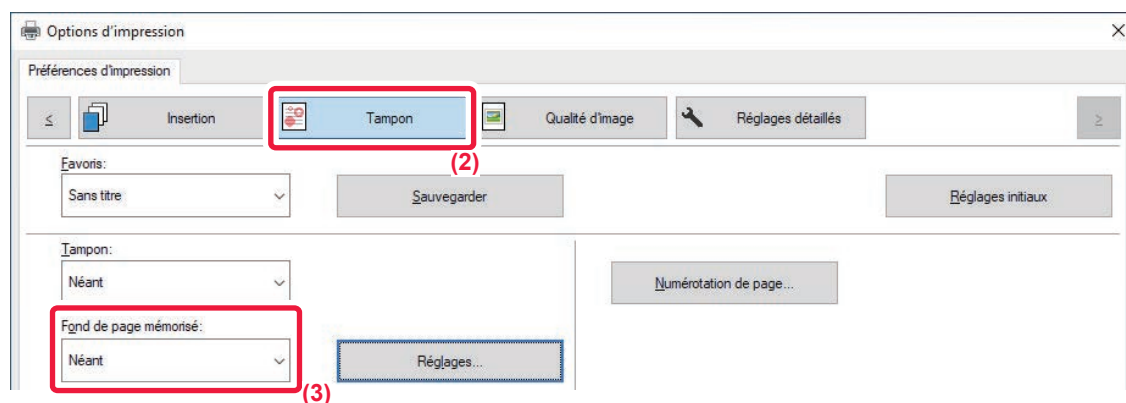 Options d'impression
Préférences d'impression
< Insertion Tampon Qualité d'image Réglages détaillés >
(2)
Favoris:
Sans titre Sauvegarder Réglages initiaux
Tampon:
Néant Numérotation de page...
Fond de page mémorisé:
Néant Réglages...
(3)